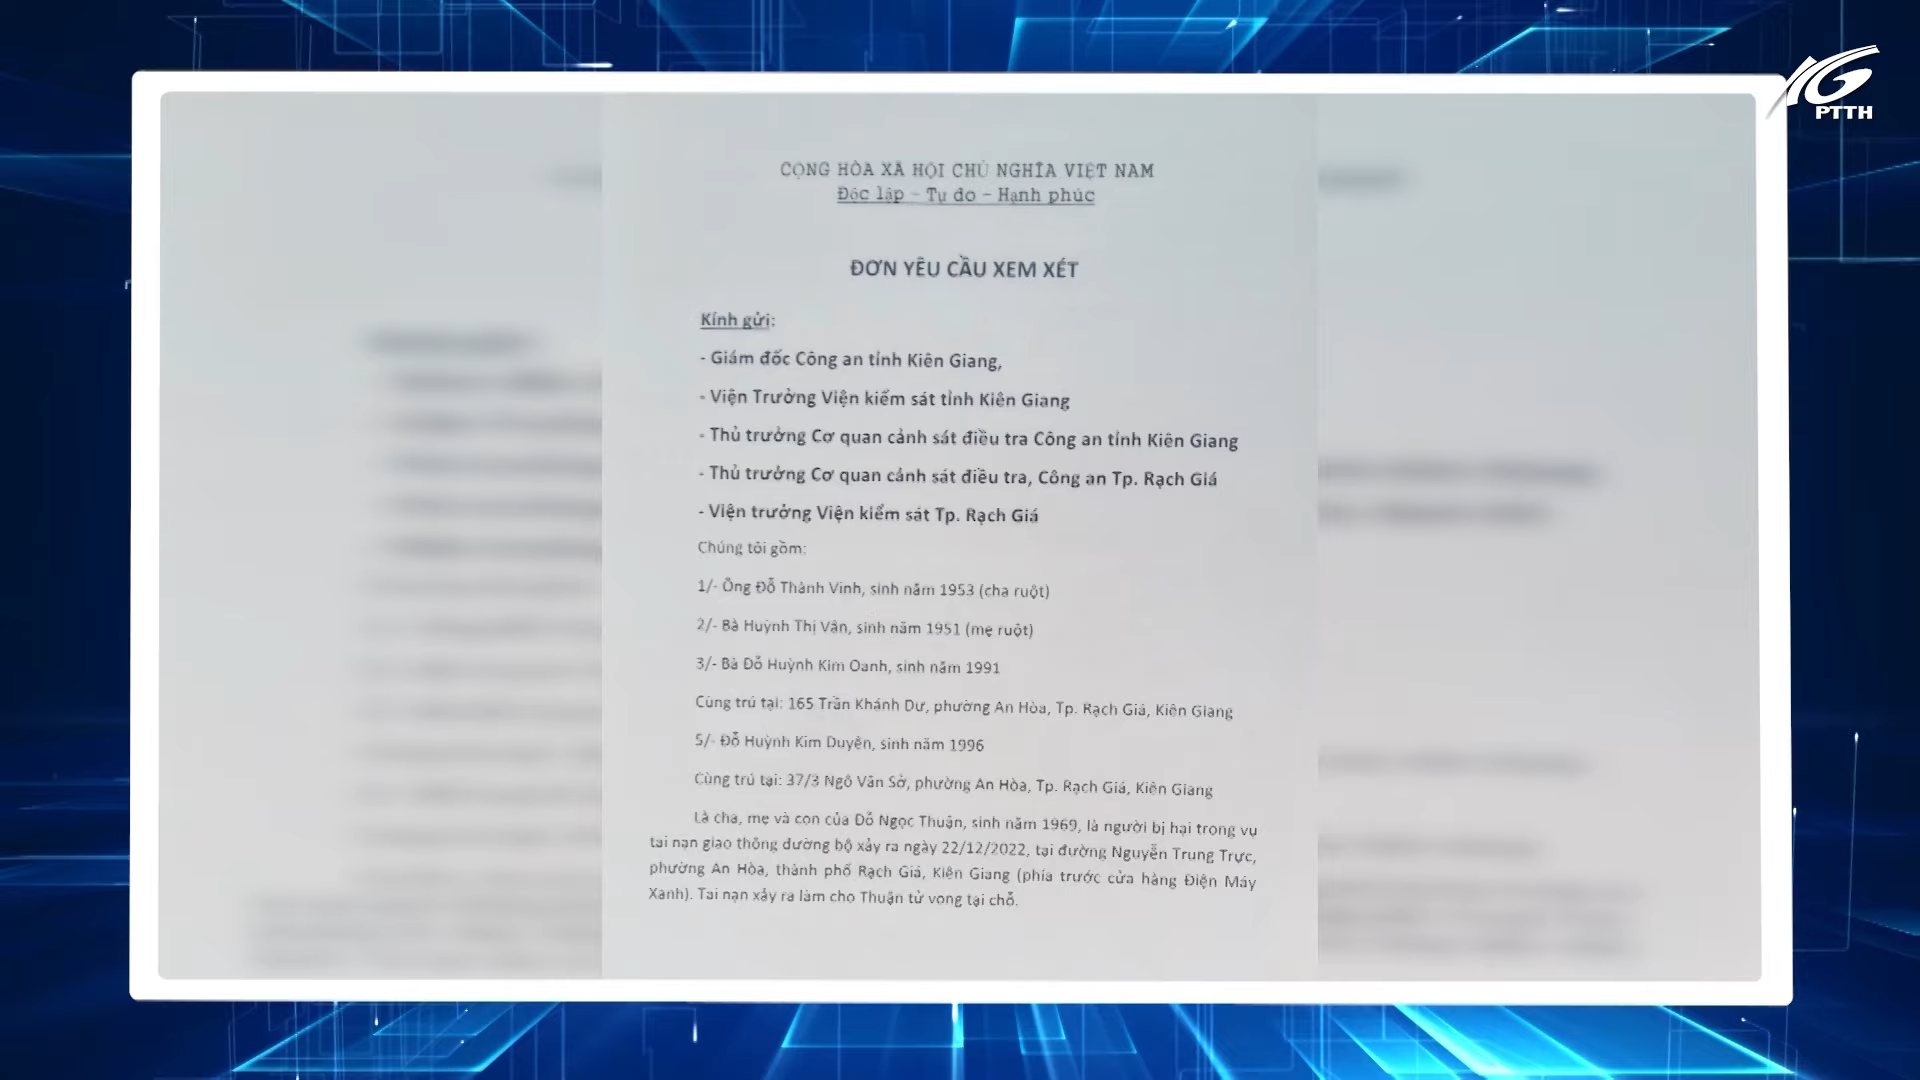 CỘNG HÒA XÃ HỘI CHỦ NGHĨA VIỆT NAM
Độc lập - Tự do - Hạnh phúc
ĐƠN YÊU CẦU XEM XÉT
Kính gửi:
- Giám đốc Công an tỉnh Kiên Giang,
- Viện Trưởng Viện kiểm sát tỉnh Kiên Giang
- Thủ trưởng Cơ quan cảnh sát điều tra Công an tỉnh Kiên Giang
- Thủ trưởng Cơ quan cảnh sát điều tra, Công an Tp. Rạch Giá
- Viện trưởng Viện kiểm sát Tp. Rạch Giá
Chúng tôi gồm:
1/- Ông Đỗ Thành Vinh, sinh năm 1953 (cha ruột)
2/- Bà Huỳnh Thị Vân, sinh năm 1951 (mẹ ruột)
3/- Bà Đỗ Huỳnh Kim Oanh, sinh năm 1991
Cùng trú tại: 165 Trần Khánh Dư, phường An Hòa, Tp. Rạch Giá, Kiên Giang
5/- Đỗ Huỳnh Kim Duyên, sinh năm 1996
Cùng trú tại: 37/3 Ngô Văn Sở, phường An Hòa, Tp. Rạch Giá, Kiên Giang
Là cha, mẹ và con của Đỗ Ngọc Thuận, sinh năm 1969, là người bị hại trong vụ
tai nạn giao thông đường bộ xảy ra ngày 22/12/2022, tại đường Nguyễn Trung Trực,
phường An Hòa, thành phố Rạch Giá, Kiên Giang (phía trước cửa hàng Điện Máy
Xanh). Tai nạn xảy ra làm cho Thuận tử vong tại chỗ.
KG
PTTH